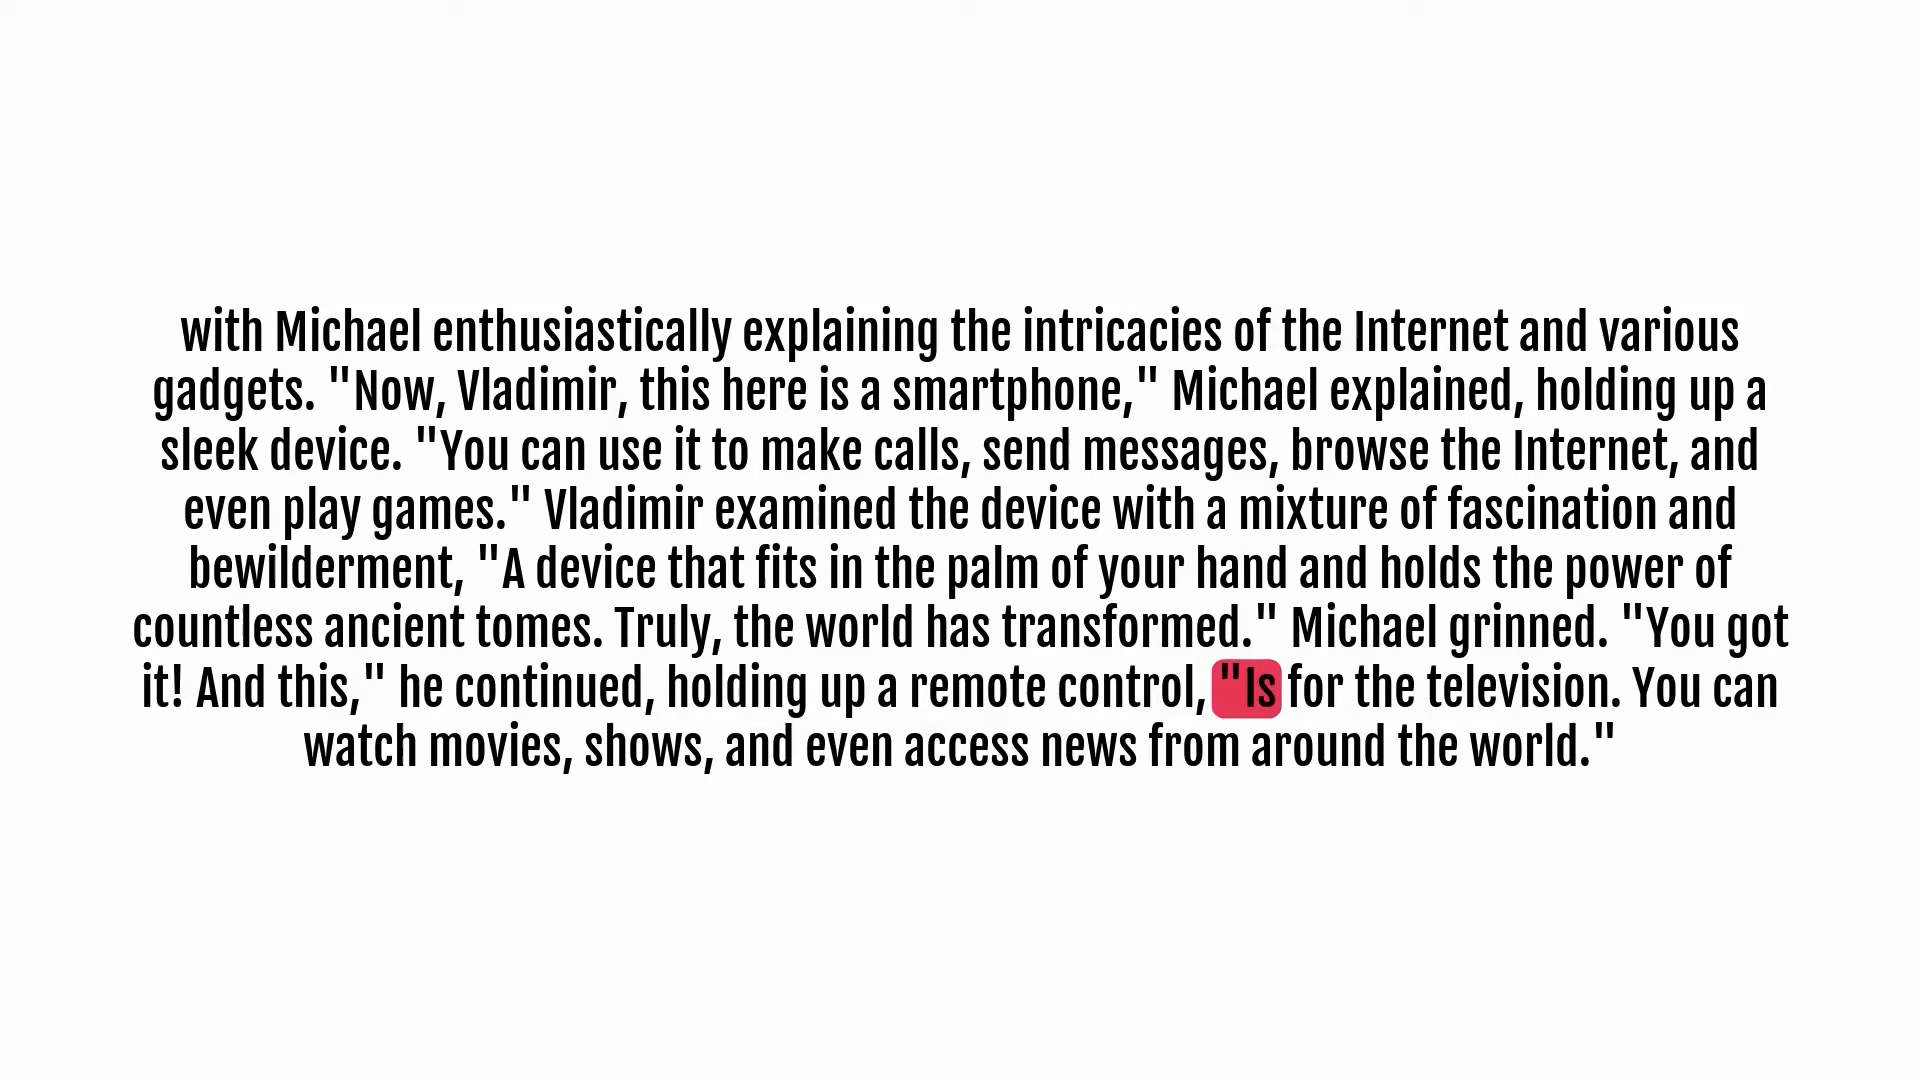 with Michael enthusiastically explaining the intricacies of the Internet and various
gadgets. "Now, Vladimir, this here is a smartphone," Michael explained, holding up a
sleek device. "You can use it to make calls, send messages, browse the Internet, and
even play games." Vladimir examined the device with a mixture of fascination and
bewilderment, "A device that fits in the palm of your hand and holds the power of
countless ancient tomes. Truly, the world has transformed." Michael grinned. "You got
it! And this," he continued, holding up a remote control, "Is for the television. You can
watch movies, shows, and even access news from around the world."